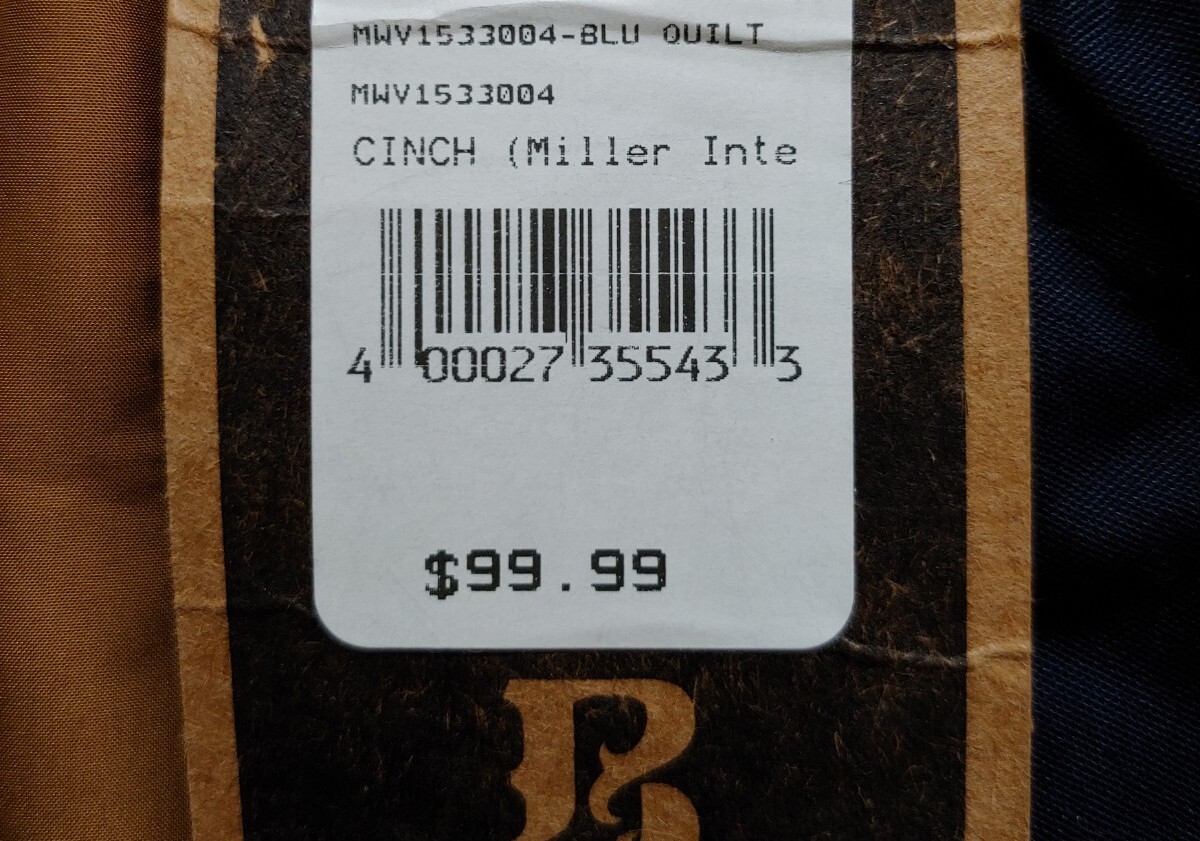 MWV1533004-BLU QUILT
MWV1533004
CINCH (Miller Inte
4 00027 35543 3
$99.99